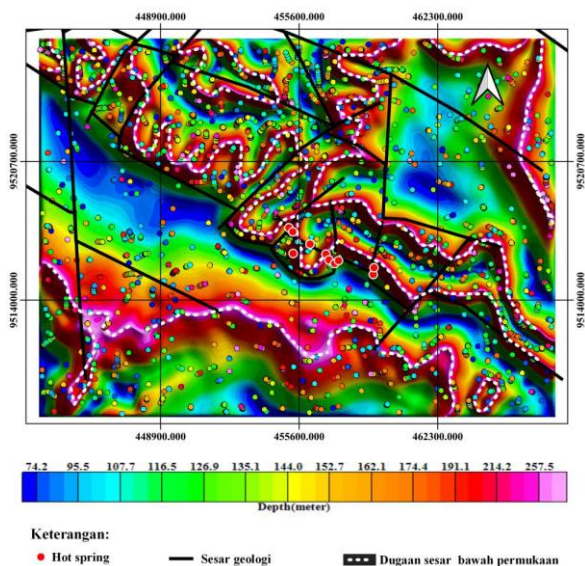 448900.000 455600.000 462300.000
9520700.000 9520700.000
9514000.000 9514000.000
448900.000 455600.000 462300.000
74.2 95.5 107.7 116.5 126.9 135.1 144.0 152.7 162.1 174.4 191.1 214.2 257.5
Depth(meter)
Keterangan:
Hot spring Sesar geologi Dugaan sesar bawah permukaan